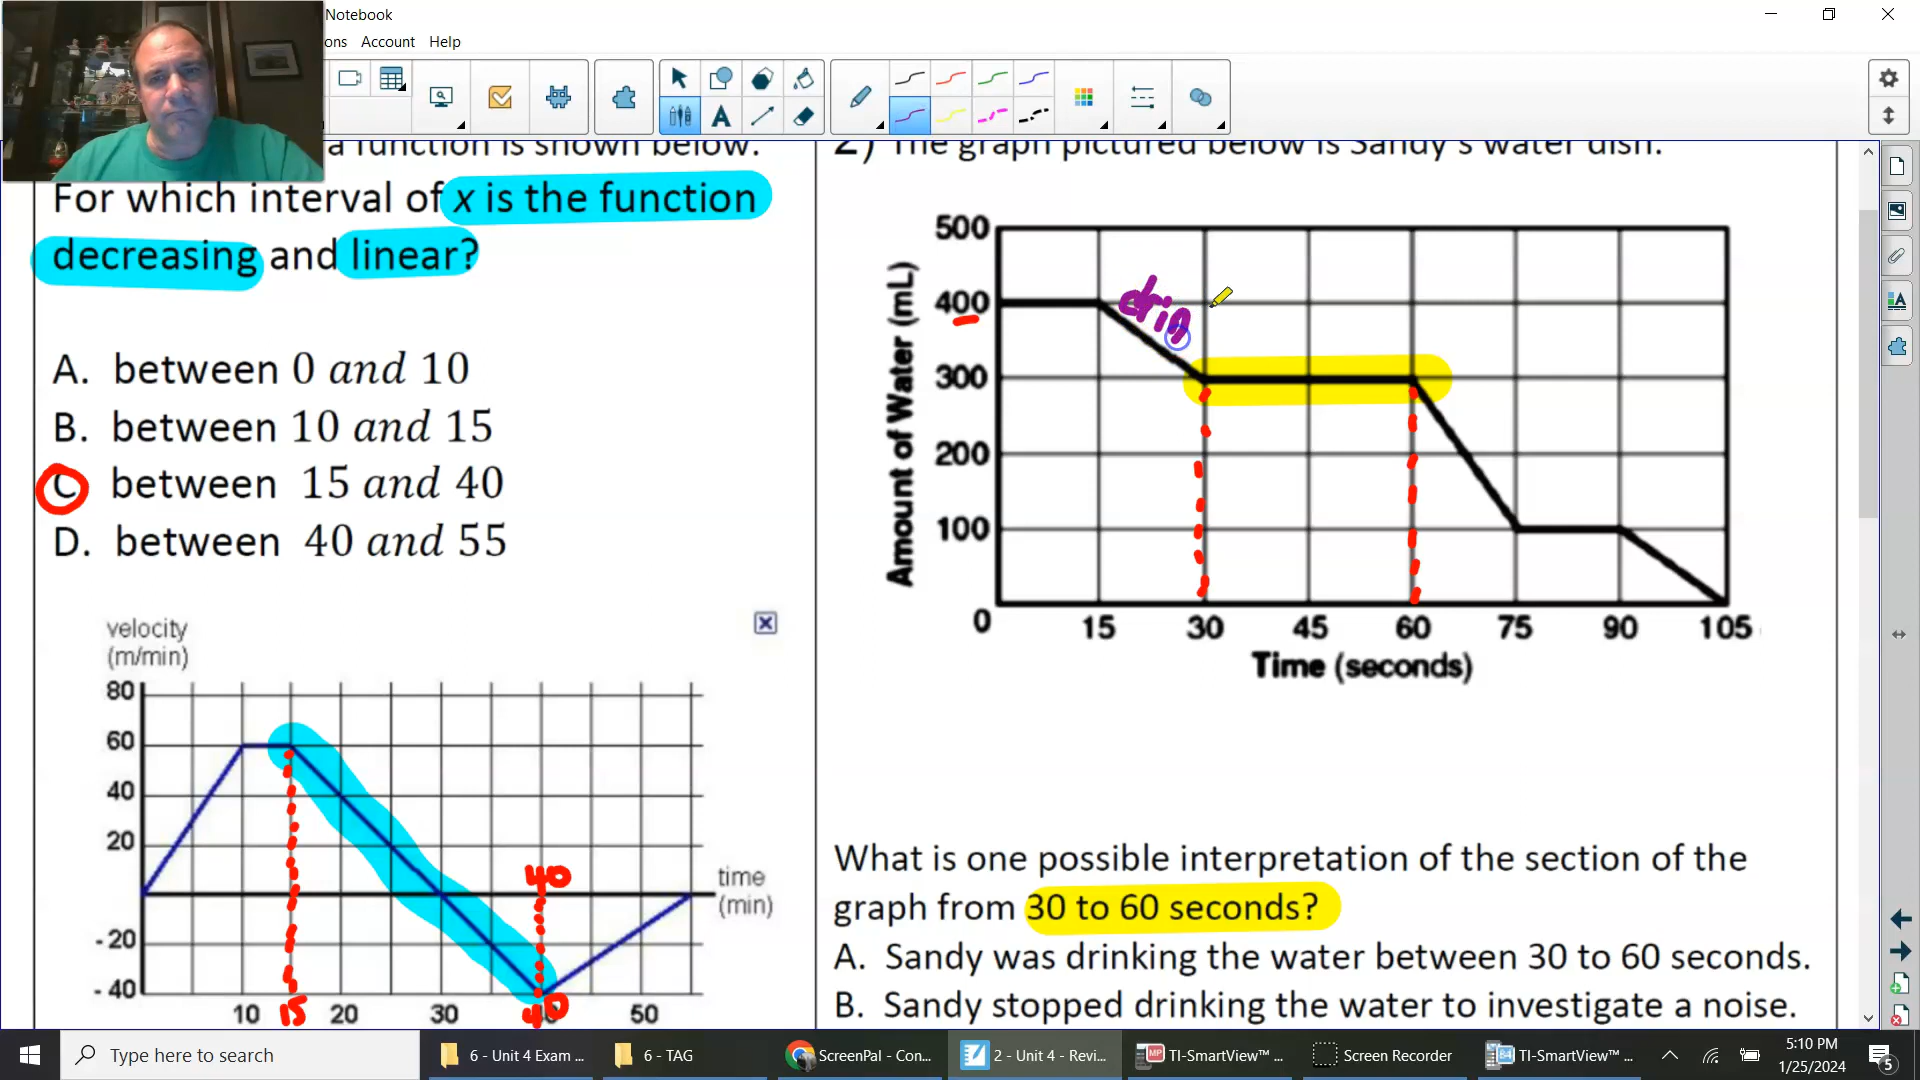 Notebook
ons Account Help
a function is shown below.
For which interval of x is the function
decreasing and linear?
A. between 0 and 10
B. between 10 and 15
C between 15 and 40
D. between 40 and 55
velocity
(m/min)
80
60
40
20
- 20
- 40
time
(min)
40
10
15
20
30
40
50
2) The graph pictured below is Sandy's water dish.
Amount of Water (mL)
500
400
300
200
100
0
15
30
45
60
75
90
105
drin
Time (seconds)
What is one possible interpretation of the section of the
graph from 30 to 60 seconds?
A. Sandy was drinking the water between 30 to 60 seconds.
B. Sandy stopped drinking the water to investigate a noise.
Type here to search
6 - Unit 4 Exam ...
6 - TAG
ScreenPal - Con...
2 - Unit 4 - Revi...
TI-SmartView™ ...
Screen Recorder
TI-SmartView™ ...
5:10 PM
1/25/2024
5